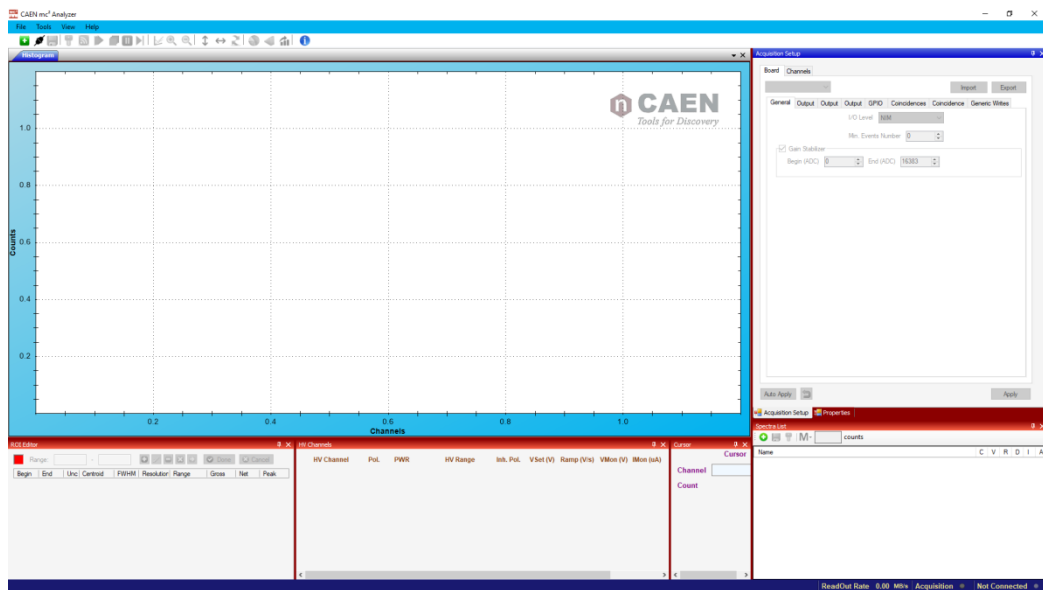 CAEN mc² Analyzer
File Tools View Help
Histogram
CAEN
Tools for Discovery
Counts
1.0
0.8
0.6
0.4
0.2
0.2 0.4 0.6 0.8 1.0
Channels
Acquisition Setup
Board Channels
Import Export
General Output Output Output GPIO Coincidences Coincidence Generic Writes
I/O Level NIM
Min. Events Number 0
Gain Stabilizer
Begin (ADC) 0 End (ADC) 16383
Auto Apply Apply
Acquisition Setup Properties
ROI Editor
Range -
Save Cancel
Begin End Unc Centroid FWHM Resolution Range Gross Net Peak
HV Channels
HV Channel Pol. PWR HV Range Inh. Pol. VSet (V) Ramp (V/s) VMon (V) IMon (uA)
Cursor
Cursor
Channel
Count
Spectra List
M counts
Name C V R D I A
ReadOut Rate 0.00 MB/s Acquisition Not Connected